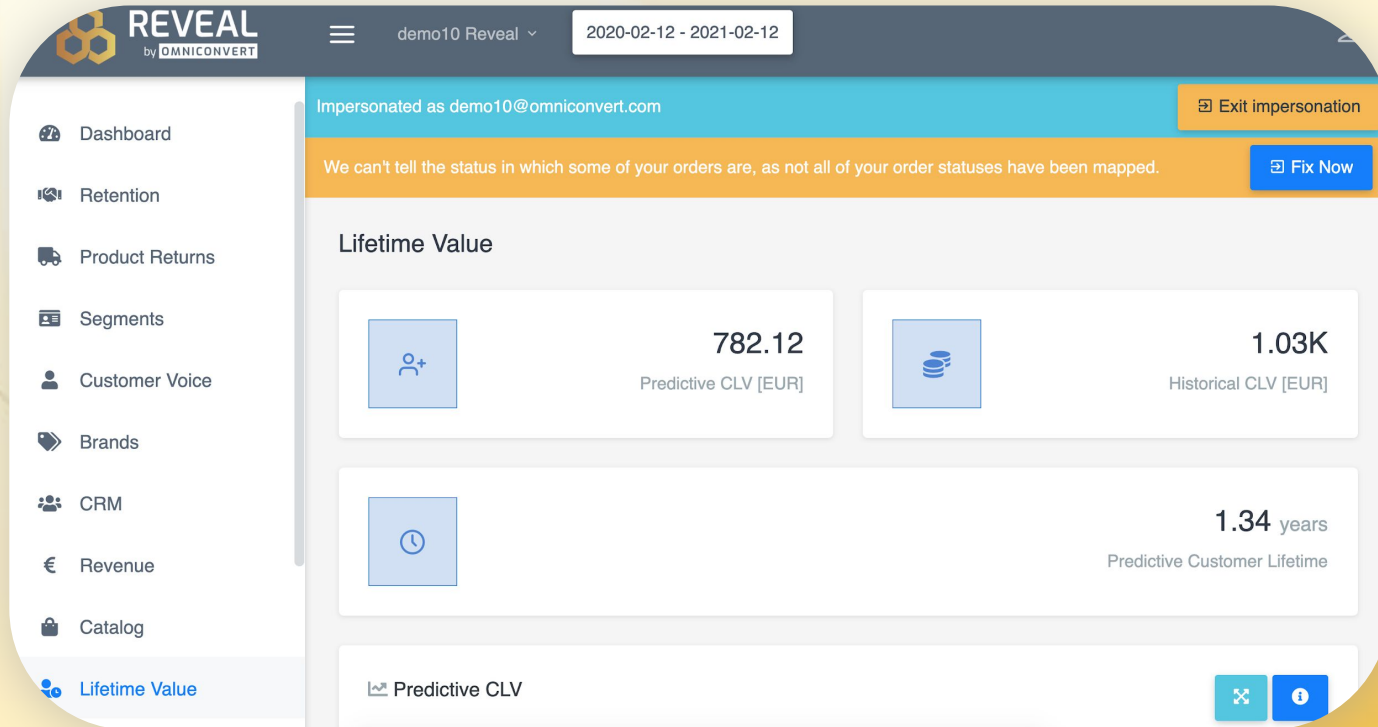 REVEAL
by OMNICONVERT
demo10 Reveal
2020-02-12 - 2021-02-12
Impersonated as demo10@omniconvert.com
Exit impersonation
We can't tell the status in which some of your orders are, as not all of your order statuses have been mapped.
Fix Now
Dashboard
Retention
Product Returns
Segments
Customer Voice
Brands
CRM
€ Revenue
Catalog
Lifetime Value
Lifetime Value
782.12
Predictive CLV [EUR]
1.03K
Historical CLV [EUR]
1.34 years
Predictive Customer Lifetime
Predictive CLV